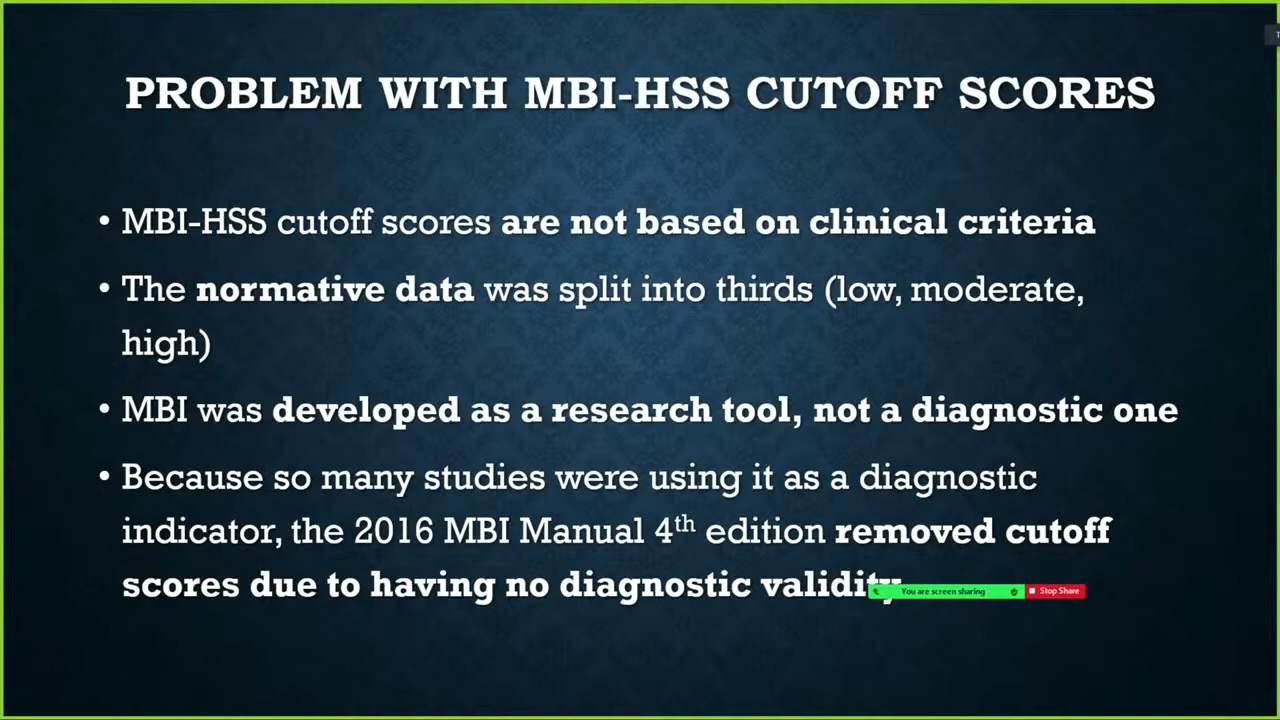 PROBLEM WITH MBI-HSS CUTOFF SCORES
• MBI-HSS cutoff scores are not based on clinical criteria
• The normative data was split into thirds (low, moderate,
high)
• MBI was developed as a research tool, not a diagnostic one
• Because so many studies were using it as a diagnostic
indicator, the 2016 MBI Manual 4th edition removed cutoff
scores due to having no diagnostic validity
You are screen sharing
Stop Share